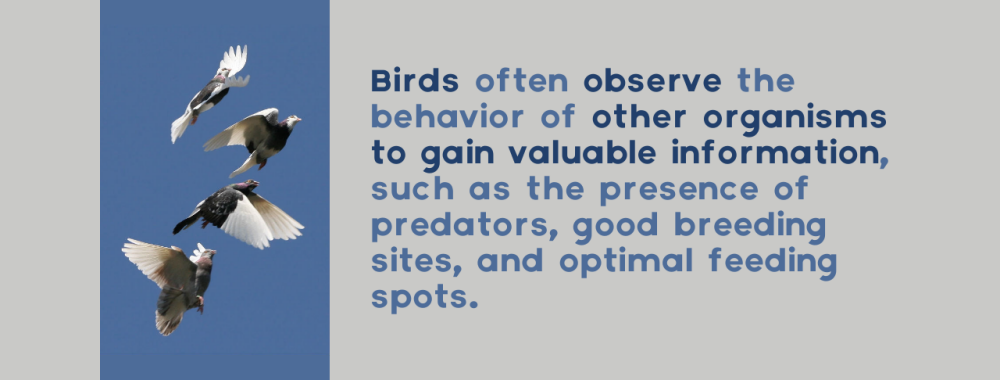 Birds often observe the
behavior of other organisms
to gain valuable information,
such as the presence of
predators, good breeding
sites, and optimal feeding
spots.